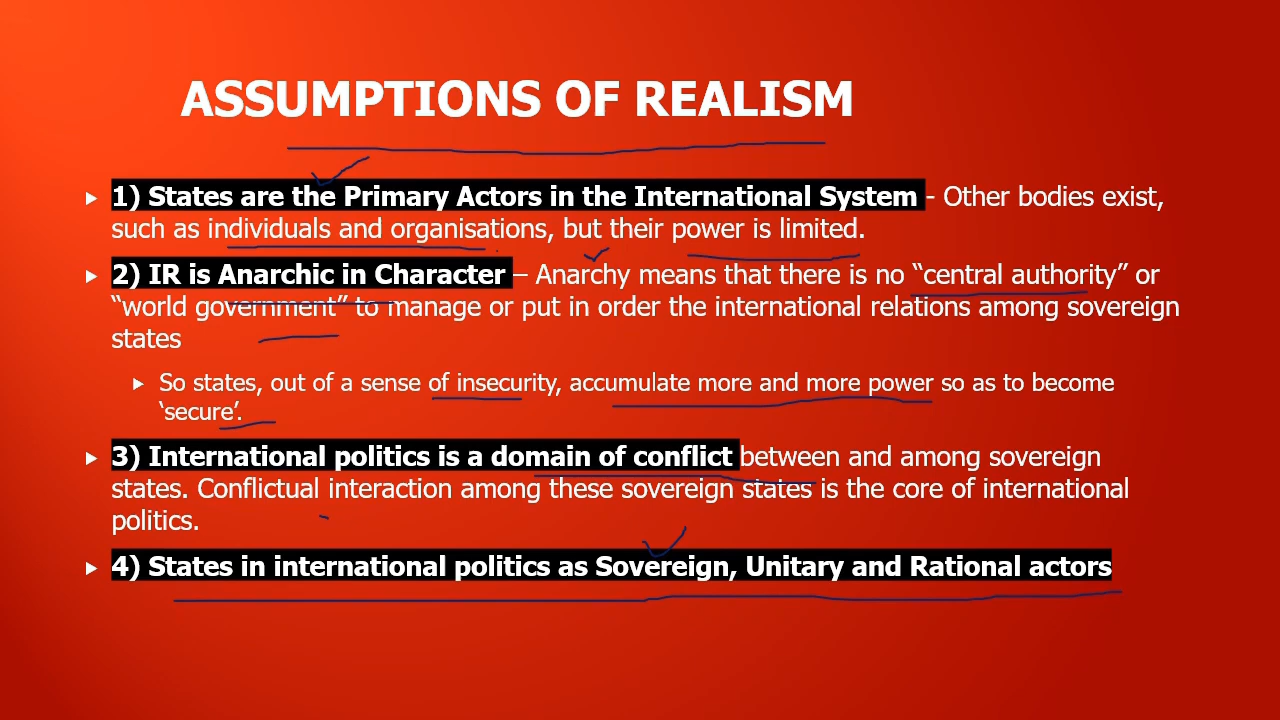 ASSUMPTIONS OF REALISM
1) States are the Primary Actors in the International System - Other bodies exist,
such as individuals and organisations, but their power is limited.
2) IR is Anarchic in Character – Anarchy means that there is no “central authority” or
“world government” to manage or put in order the international relations among sovereign
states
So states, out of a sense of insecurity, accumulate more and more power so as to become
‘secure’.
3) International politics is a domain of conflict between and among sovereign
states. Conflictual interaction among these sovereign states is the core of international
politics.
4) States in international politics as Sovereign, Unitary and Rational actors